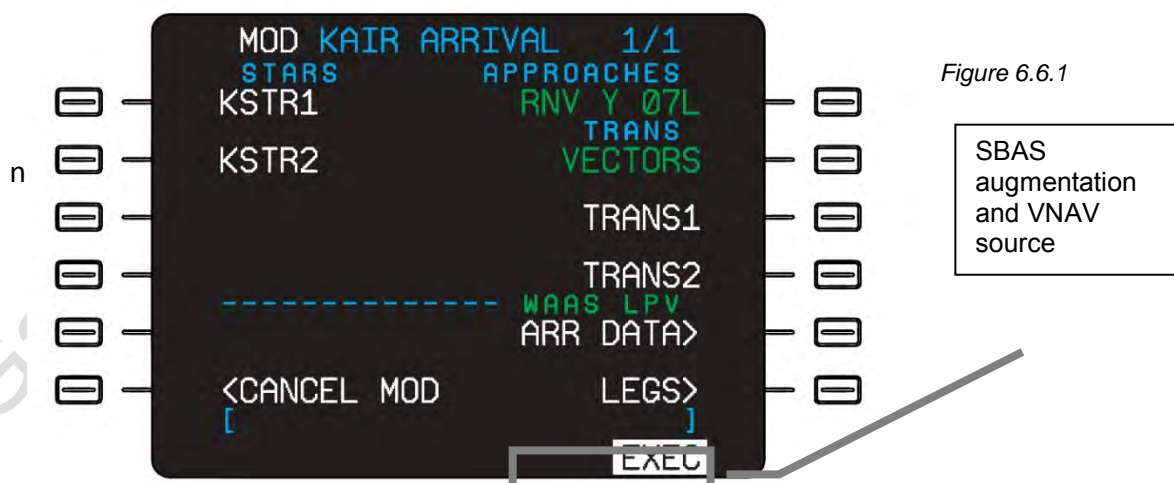 MOD KAIR ARRIVAL 1/1
STARS APPROACHES
KSTR1 RNV Y 07L
TRANS
KSTR2 VECTORS
TRANS1
TRANS2
---------------- WAAS LPV
ARR DATA>
<CANCEL MOD LEGS>
[ ]
EXEC
n
Figure 6.6.1
SBAS
augmentation
and VNAV
source